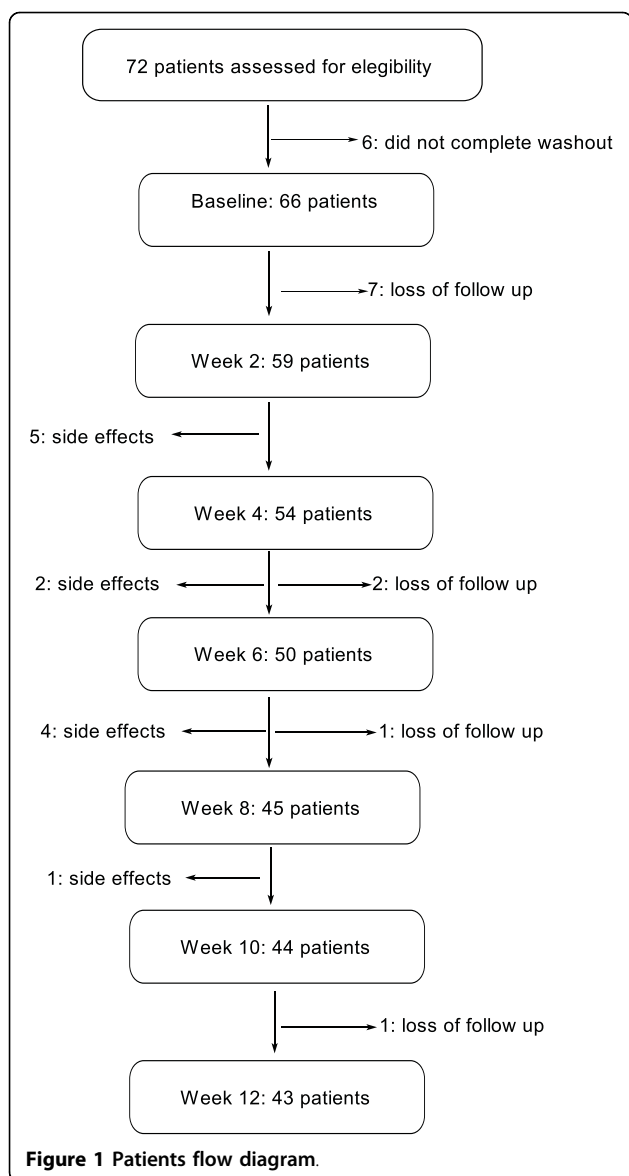 72 patients assessed for elegibility
6: did not complete washout
Baseline: 66 patients
7: loss of follow up
Week 2: 59 patients
5: side effects
Week 4: 54 patients
2: side effects
2: loss of follow up
Week 6: 50 patients
4: side effects
1: loss of follow up
Week 8: 45 patients
1: side effects
Week 10: 44 patients
1: loss of follow up
Week 12: 43 patients
Figure 1 Patients flow diagram.